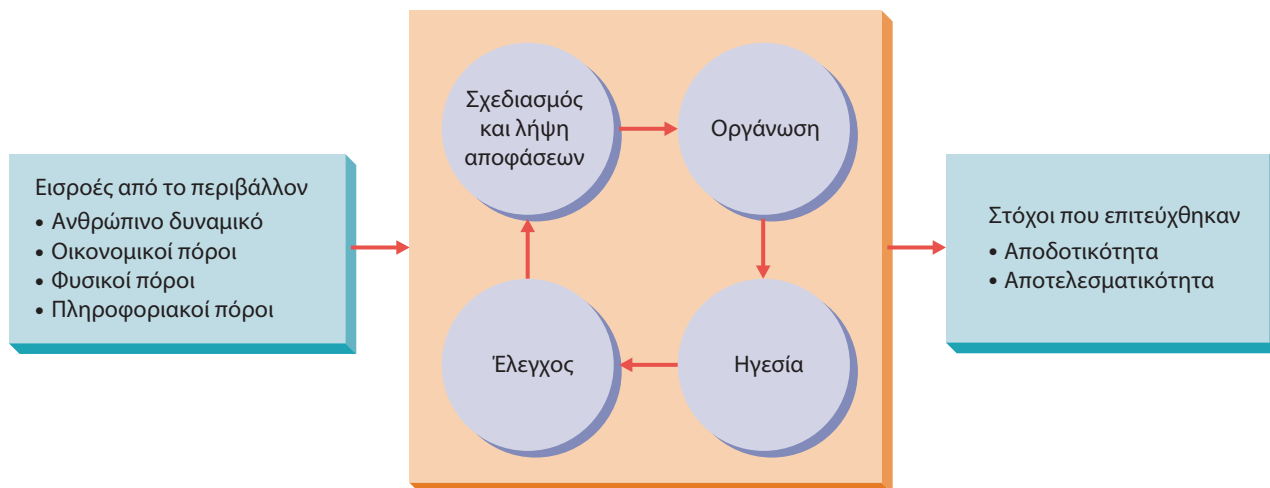 Εισροές από το περιβάλλον
• Ανθρώπινο δυναμικό
• Οικονομικοί πόροι
• Φυσικοί πόροι
• Πληροφοριακοί πόροι
Σχεδιασμός
και λήψη
αποφάσεων
Οργάνωση
Έλεγχος
Ηγεσία
Στόχοι που επιτεύχθηκαν
• Αποδοτικότητα
• Αποτελεσματικότητα